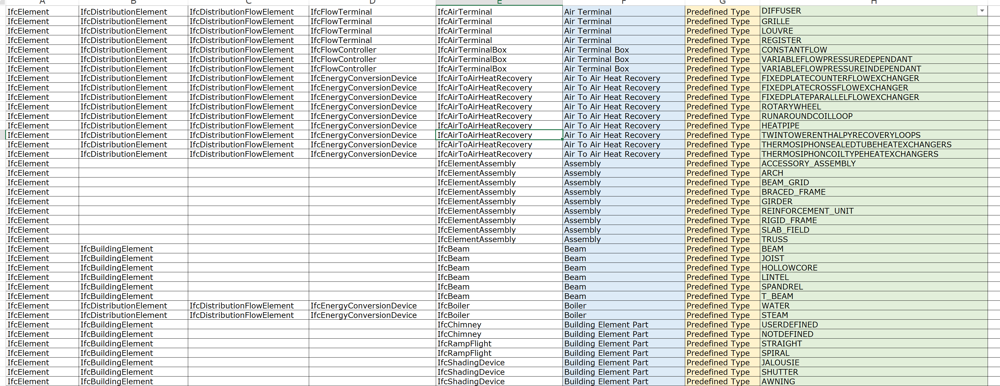 A B C D E F G H
IfcElement IfcDistributionElement IfcDistributionFlowElement IfcFlowTerminal IfcAirTerminal Air Terminal Predefined Type DIFFUSER
IfcElement IfcDistributionElement IfcDistributionFlowElement IfcFlowTerminal IfcAirTerminal Air Terminal Predefined Type GRILLE
IfcElement IfcDistributionElement IfcDistributionFlowElement IfcFlowTerminal IfcAirTerminal Air Terminal Predefined Type LOUVRE
IfcElement IfcDistributionElement IfcDistributionFlowElement IfcFlowTerminal IfcAirTerminal Air Terminal Predefined Type REGISTER
IfcElement IfcDistributionElement IfcDistributionFlowElement IfcFlowController IfcAirTerminalBox Air Terminal Box Predefined Type CONSTANTFLOW
IfcElement IfcDistributionElement IfcDistributionFlowElement IfcFlowController IfcAirTerminalBox Air Terminal Box Predefined Type VARIABLEFLOWPRESSUREDEPENDANT
IfcElement IfcDistributionElement IfcDistributionFlowElement IfcFlowController IfcAirTerminalBox Air Terminal Box Predefined Type VARIABLEFLOWPRESSUREINDEPENDANT
IfcElement IfcDistributionElement IfcDistributionFlowElement IfcEnergyConversionDevice IfcAirToAirHeatRecovery Air To Air Heat Recovery Predefined Type FIXEDPLATECOUNTERFLOWEXCHANGER
IfcElement IfcDistributionElement IfcDistributionFlowElement IfcEnergyConversionDevice IfcAirToAirHeatRecovery Air To Air Heat Recovery Predefined Type FIXEDPLATECROSSFLOWEXCHANGER
IfcElement IfcDistributionElement IfcDistributionFlowElement IfcEnergyConversionDevice IfcAirToAirHeatRecovery Air To Air Heat Recovery Predefined Type FIXEDPLATEPARALLELFLOWEXCHANGER
IfcElement IfcDistributionElement IfcDistributionFlowElement IfcEnergyConversionDevice IfcAirToAirHeatRecovery Air To Air Heat Recovery Predefined Type ROTARYWHEEL
IfcElement IfcDistributionElement IfcDistributionFlowElement IfcEnergyConversionDevice IfcAirToAirHeatRecovery Air To Air Heat Recovery Predefined Type RUNAROUNDCOILLOOP
IfcElement IfcDistributionElement IfcDistributionFlowElement IfcEnergyConversionDevice IfcAirToAirHeatRecovery Air To Air Heat Recovery Predefined Type HEATPIPE
IfcElement IfcDistributionElement IfcDistributionFlowElement IfcEnergyConversionDevice IfcAirToAirHeatRecovery Air To Air Heat Recovery Predefined Type TWINTOWERENTHALPYRECOVERYLOOPS
IfcElement IfcDistributionElement IfcDistributionFlowElement IfcEnergyConversionDevice IfcAirToAirHeatRecovery Air To Air Heat Recovery Predefined Type THERMOSIPHONSEALEDTUBEHEATEXCHANGERS
IfcElement IfcDistributionElement IfcDistributionFlowElement IfcEnergyConversionDevice IfcAirToAirHeatRecovery Air To Air Heat Recovery Predefined Type THERMOSIPHONCOILTYPEHEATEXCHANGERS
IfcElement IfcElementAssembly Assembly Predefined Type ACCESSORY_ASSEMBLY
IfcElement IfcElementAssembly Assembly Predefined Type ARCH
IfcElement IfcElementAssembly Assembly Predefined Type BEAM_GRID
IfcElement IfcElementAssembly Assembly Predefined Type BRACED_FRAME
IfcElement IfcElementAssembly Assembly Predefined Type GIRDER
IfcElement IfcElementAssembly Assembly Predefined Type REINFORCEMENT_UNIT
IfcElement IfcElementAssembly Assembly Predefined Type RIGID_FRAME
IfcElement IfcElementAssembly Assembly Predefined Type SLAB_FIELD
IfcElement IfcElementAssembly Assembly Predefined Type TRUSS
IfcElement IfcBuildingElement IfcBeam Beam Predefined Type BEAM
IfcElement IfcBuildingElement IfcBeam Beam Predefined Type JOIST
IfcElement IfcBuildingElement IfcBeam Beam Predefined Type HOLLOWCORE
IfcElement IfcBuildingElement IfcBeam Beam Predefined Type LINTEL
IfcElement IfcBuildingElement IfcBeam Beam Predefined Type SPANDREL
IfcElement IfcBuildingElement IfcBeam Beam Predefined Type T_BEAM
IfcElement IfcDistributionElement IfcDistributionFlowElement IfcEnergyConversionDevice IfcBoiler Boiler Predefined Type WATER
IfcElement IfcDistributionElement IfcDistributionFlowElement IfcEnergyConversionDevice IfcBoiler Boiler Predefined Type STEAM
IfcElement IfcBuildingElement IfcChimney Building Element Part Predefined Type USERDEFINED
IfcElement IfcBuildingElement IfcChimney Building Element Part Predefined Type NOTDEFINED
IfcElement IfcBuildingElement IfcRampFlight Building Element Part Predefined Type STRAIGHT
IfcElement IfcBuildingElement IfcRampFlight Building Element Part Predefined Type SPIRAL
IfcElement IfcBuildingElement IfcShadingDevice Building Element Part Predefined Type JALOUSIE
IfcElement IfcBuildingElement IfcShadingDevice Building Element Part Predefined Type SHUTTER
IfcElement IfcBuildingElement IfcShadingDevice Building Element Part Predefined Type AWNING